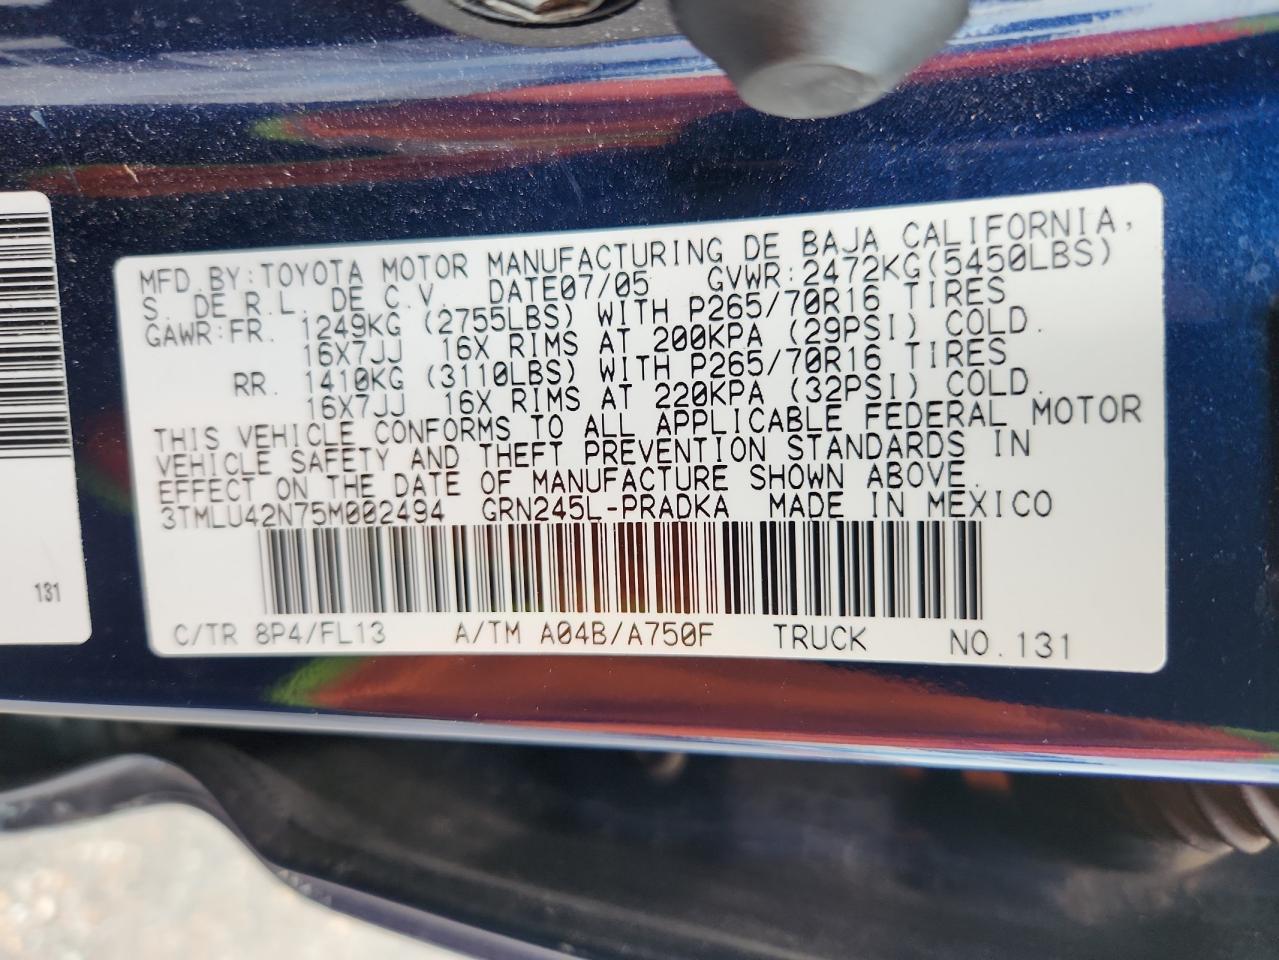 MFD.BY:TOYOTA MOTOR MANUFACTURING DE BAJA CALIFORNIA,
S. DE R.L. DE C.V. DATE07/05 GVWR:2472KG(5450LBS)
GAWR:FR. 1249KG (2755LBS) WITH P265/70R16 TIRES
16X7JJ 16X RIMS AT 200KPA (29PSI) COLD.
RR. 1410KG (3110LBS) WITH P265/70R16 TIRES
16X7JJ 16X RIMS AT 220KPA (32PSI) COLD.
THIS VEHICLE CONFORMS TO ALL APPLICABLE FEDERAL MOTOR
VEHICLE SAFETY AND THEFT PREVENTION STANDARDS IN
EFFECT ON THE DATE OF MANUFACTURE SHOWN ABOVE.
3TMLU42N75M002494 GRN245L-PRADKA MADE IN MEXICO
C/TR 8P4/FL13 A/TM A04B/A750F TRUCK NO.131
131